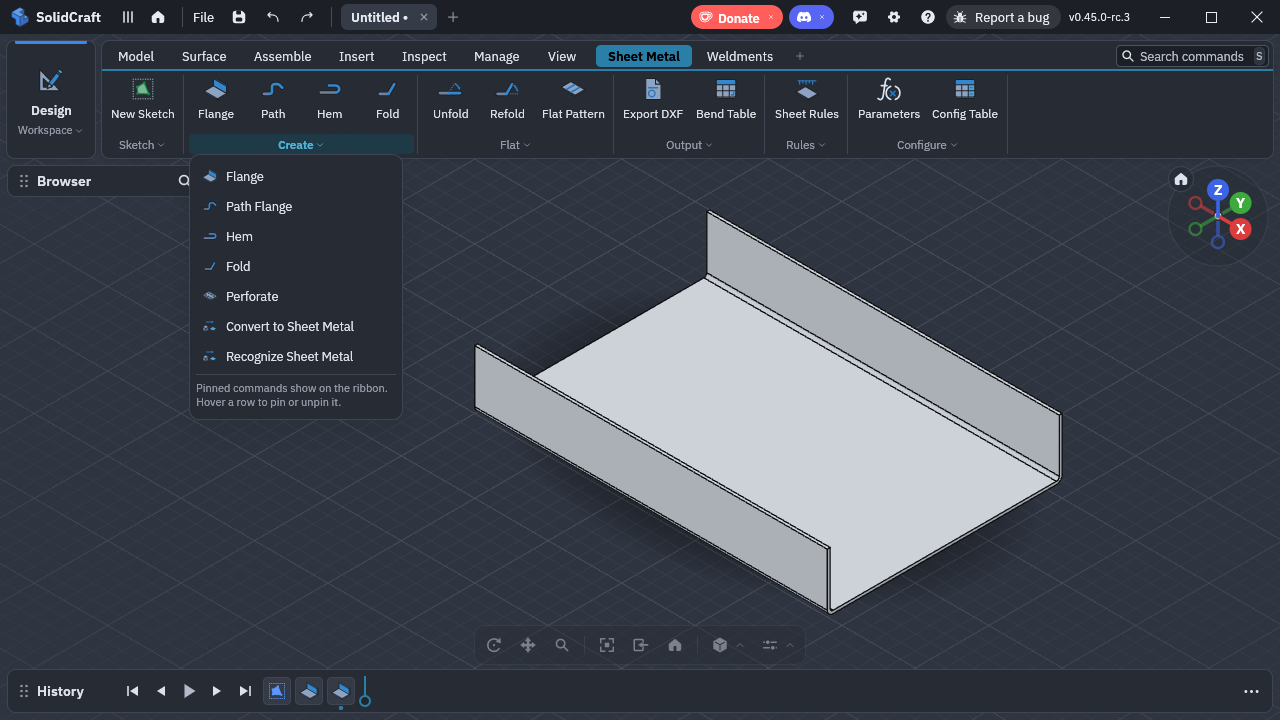 SolidCraft
File
Untitled •
Donate
Report a bug
v0.45.0-rc.3
Design
Workspace
Model
Surface
Assemble
Insert
Inspect
Manage
View
Sheet Metal
Weldments
Search commands
S
New Sketch
Flange
Path
Hem
Fold
Unfold
Refold
Flat Pattern
Export DXF
Bend Table
Sheet Rules
Parameters
Config Table
Sketch
Create
Flat
Output
Rules
Configure
Browser
Flange
Path Flange
Hem
Fold
Perforate
Convert to Sheet Metal
Recognize Sheet Metal
Pinned commands show on the ribbon.
Hover a row to pin or unpin it.
Z
Y
X
History